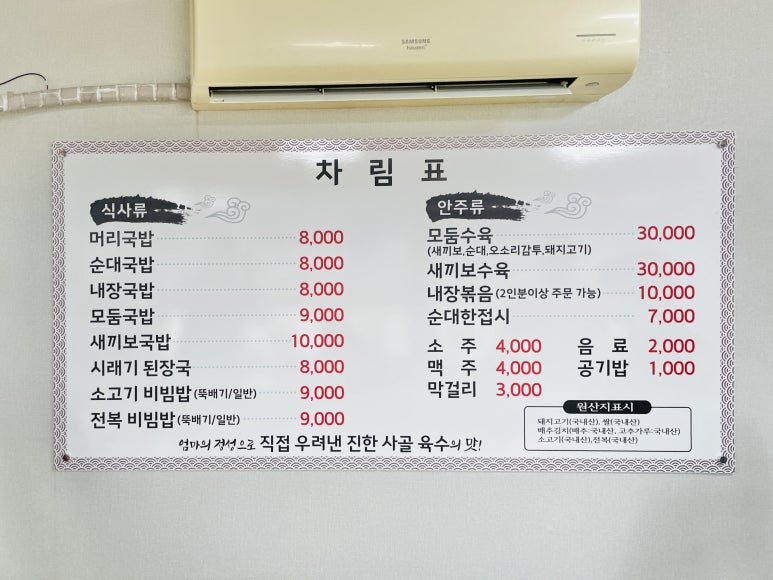 SAMSUNG
hauzen
차림표
식사류
머리국밥 8,000
순대국밥 8,000
내장국밥 8,000
모둠국밥 9,000
새끼보국밥 10,000
시래기 된장국 8,000
소고기 비빔밥(뚝배기/일반) 9,000
전복 비빔밥(뚝배기/일반) 9,000
안주류
모둠수육 30,000
(새끼보,순대,오소리감투,돼지고기)
새끼보수육 30,000
내장볶음(2인분이상 주문 가능) 10,000
순대한접시 7,000
소주 4,000 음료 2,000
맥주 4,000 공기밥 1,000
막걸리 3,000
원산지표시
돼지고기(국내산), 쌀(국내산)
배추김치(배추:국내산, 고추가루:국내산)
소고기(국내산),전복(국내산)
엄마의 정성으로 직접 우려낸 진한 사골 육수의 맛!